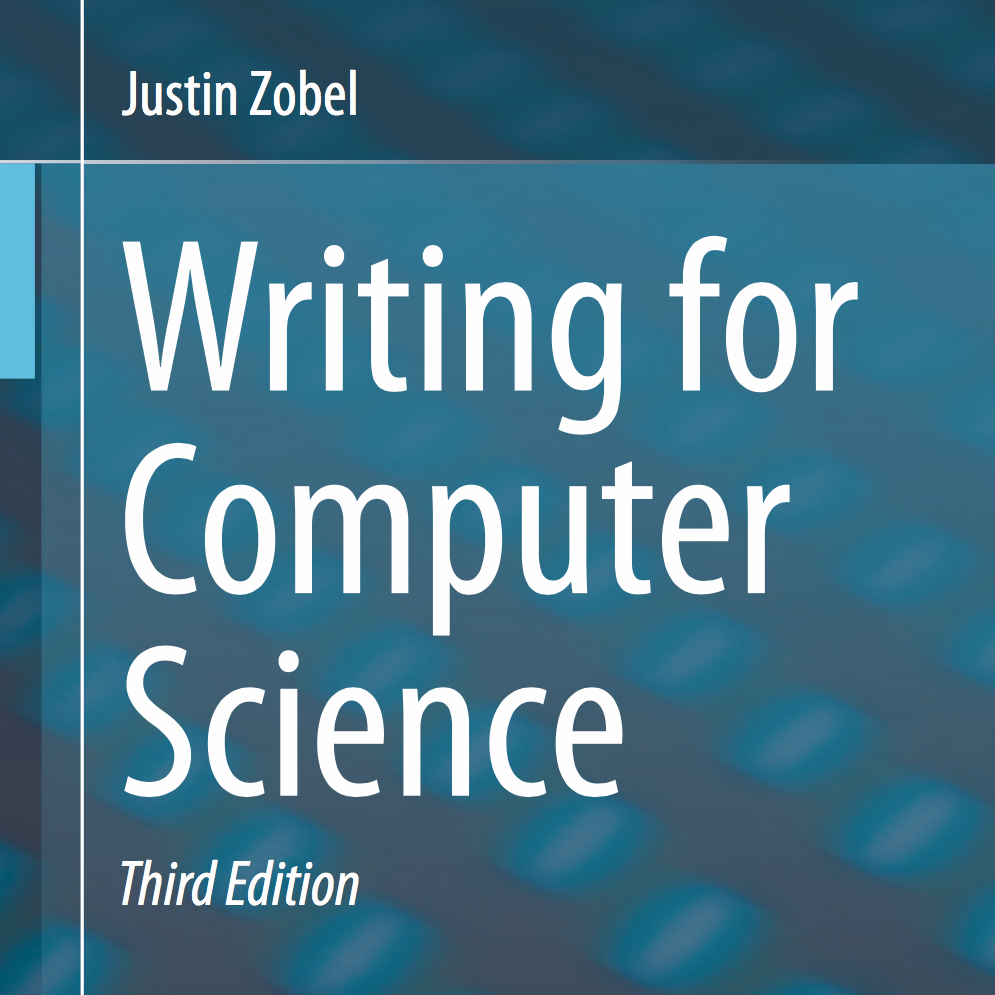 Justin Zobel
Writing for
Computer
Science
Third Edition